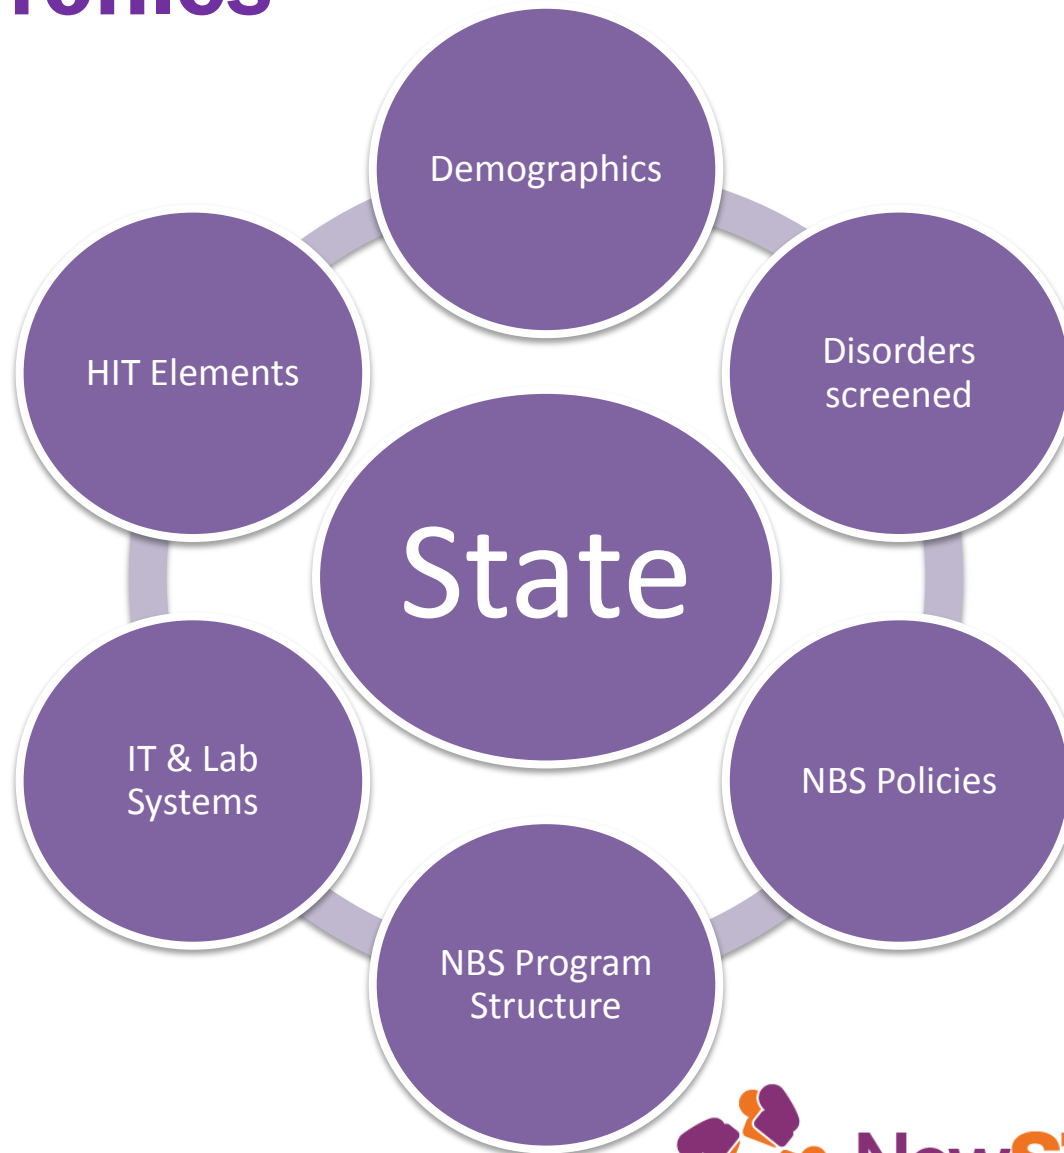 Demographics
HIT Elements
Disorders
screened
State
IT & Lab
Systems
NBS Policies
NBS Program
Structure